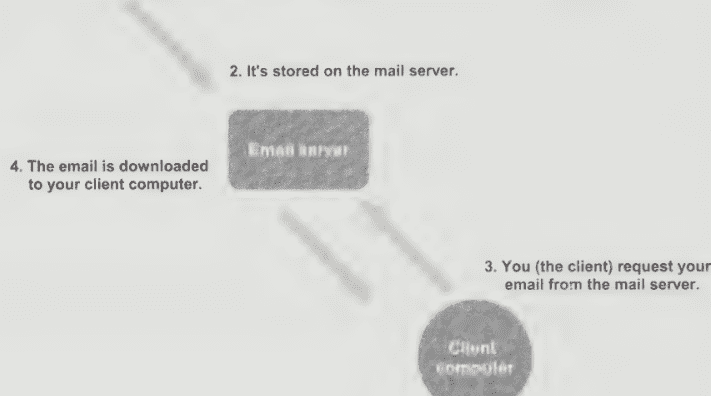 2. It's stored on the mail server.
Email server
4. The email is downloaded
to your client computer.
3. You (the client) request your
email from the mail server.
Client
computer